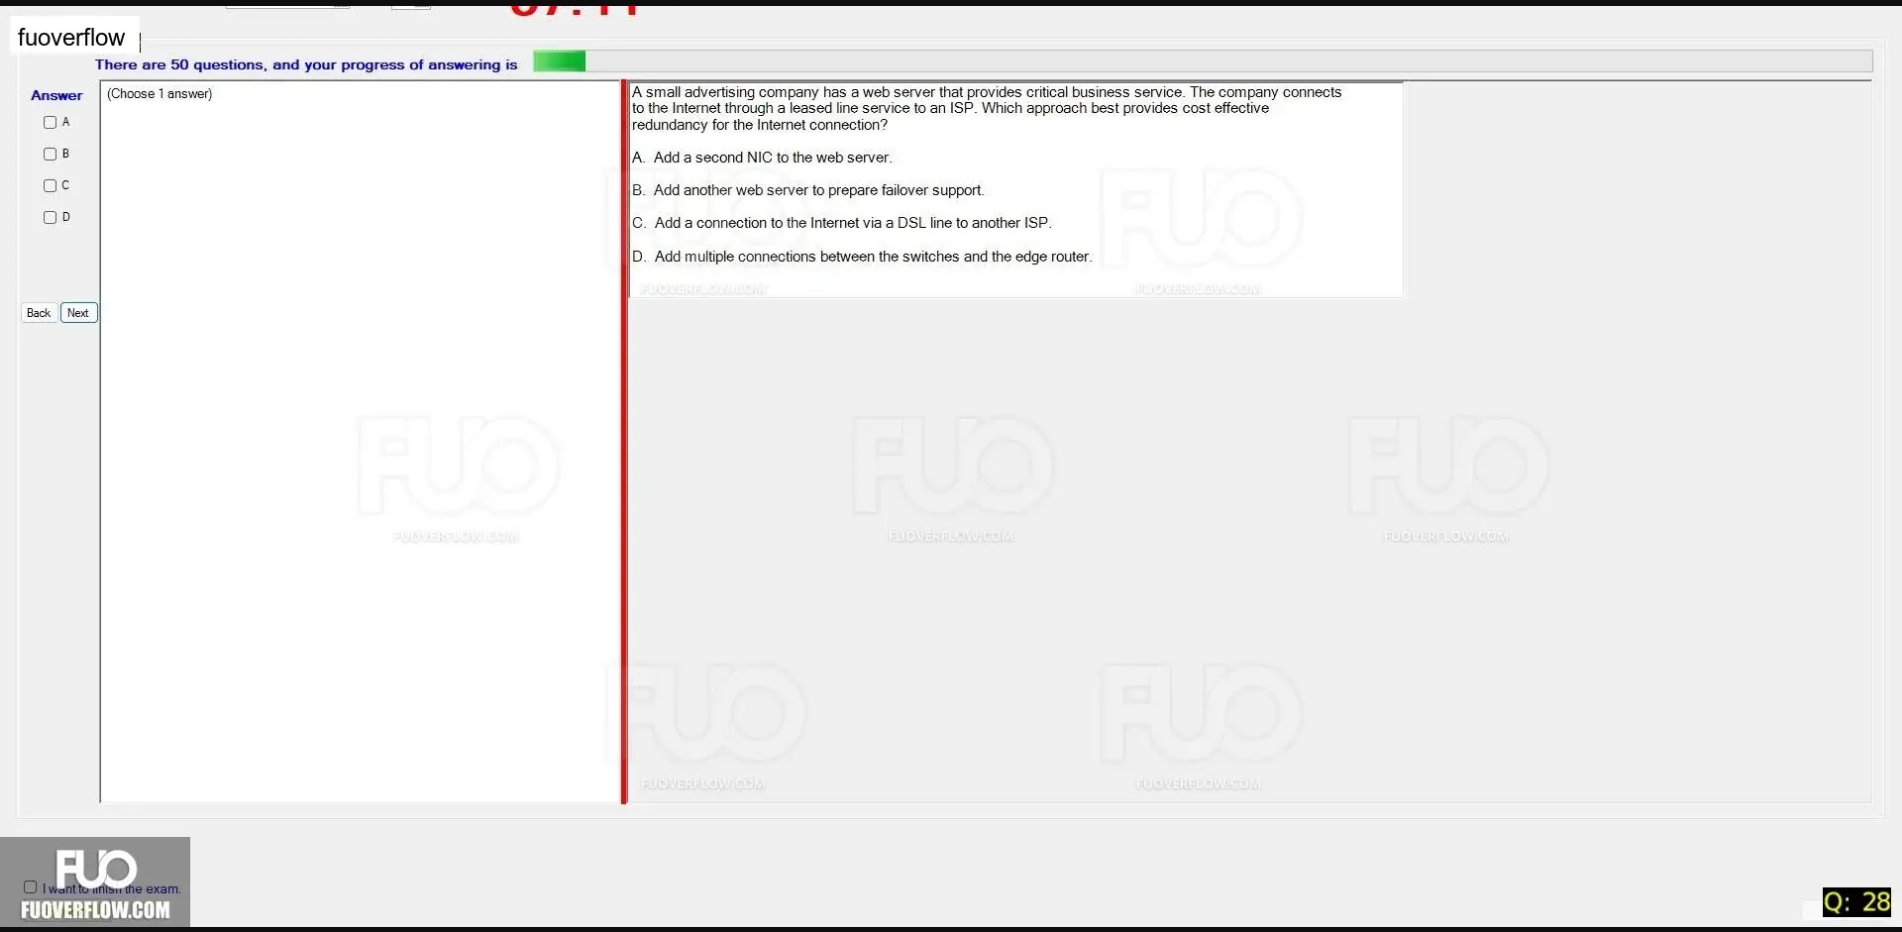 fuoverflow
There are 50 questions, and your progress of answering is
Answer
(Choose 1 answer)
A
B
C
D
Back
Next
A small advertising company has a web server that provides critical business service. The company connects
to the Internet through a leased line service to an ISP. Which approach best provides cost effective
redundancy for the Internet connection?
A. Add a second NIC to the web server.
B. Add another web server to prepare failover support.
C. Add a connection to the Internet via a DSL line to another ISP.
D. Add multiple connections between the switches and the edge router.
FUO
FUOVERFLOW.COM
FUO
FUOVERFLOW.COM
FUO
FUOVERFLOW.COM
FUO
FUOVERFLOW.COM
FUO
FUOVERFLOW.COM
FUO
FUOVERFLOW.COM
FUO
FUOVERFLOW.COM
FUO
I want to finish the exam.
FUOVERFLOW.COM
Q: 28